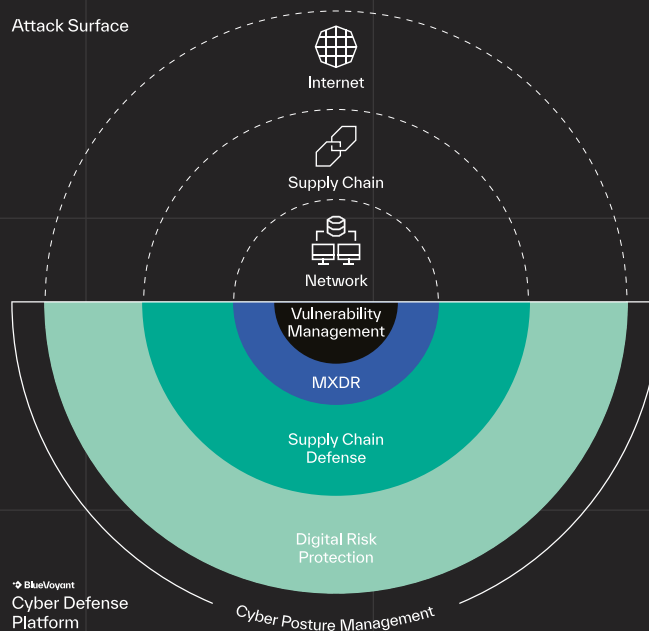 Attack Surface
Internet
Supply Chain
Network
Vulnerability
Management
MXDR
Supply Chain
Defense
Digital Risk
Protection
Cyber Posture Management
BlueVoyant
Cyber Defense
Platform